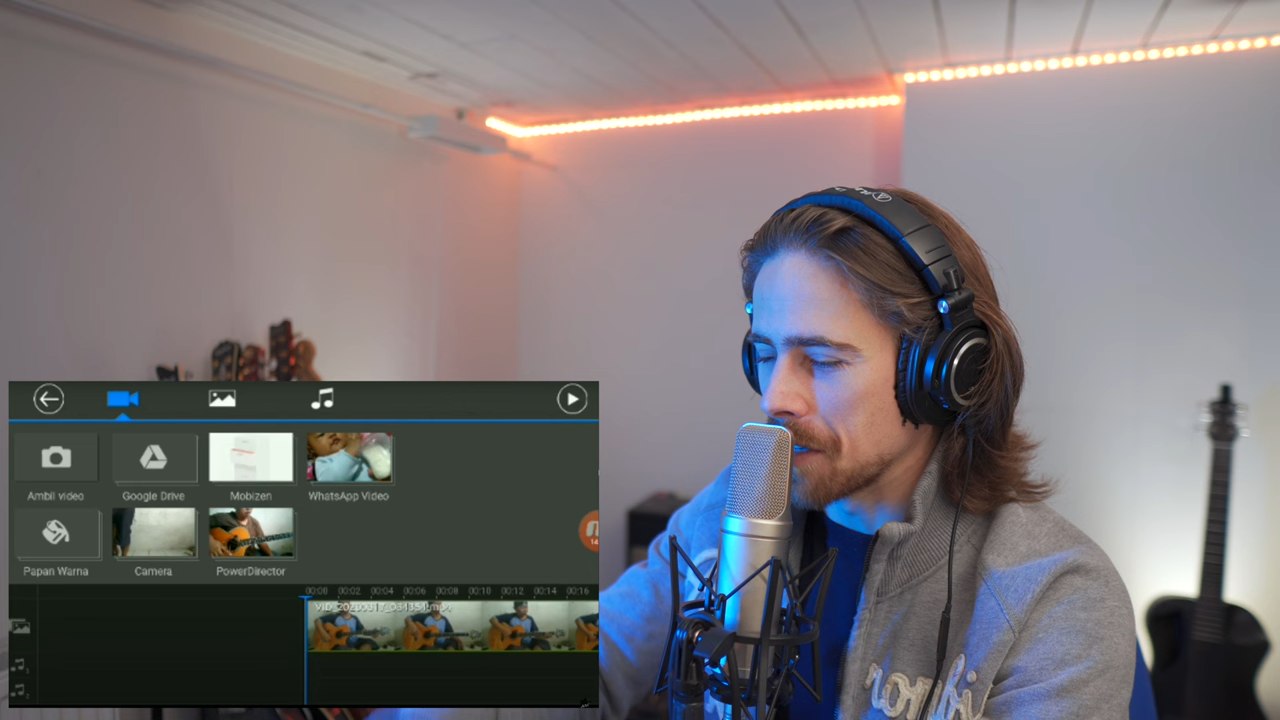 Ambil video
Google Drive
Mobizen
WhatsApp Video
Papan Warna
Camera
PowerDirector
00:00 00:02 00:04 00:06 00:08 00:10 00:12 00:14 00:16